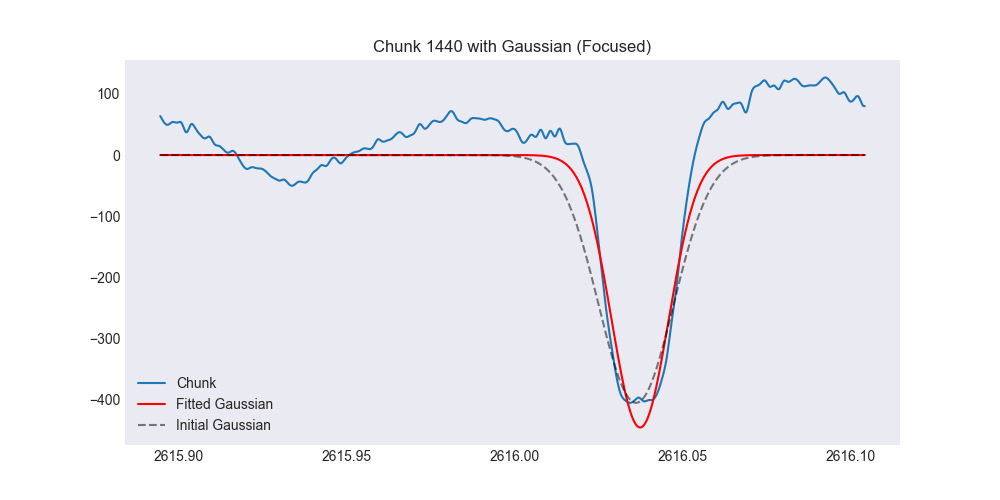 Chunk 1440 with Gaussian (Focused)
100
0
−100
−200
−300
−400
Chunk
Fitted Gaussian
Initial Gaussian
2615.90 2615.95 2616.00 2616.05 2616.10